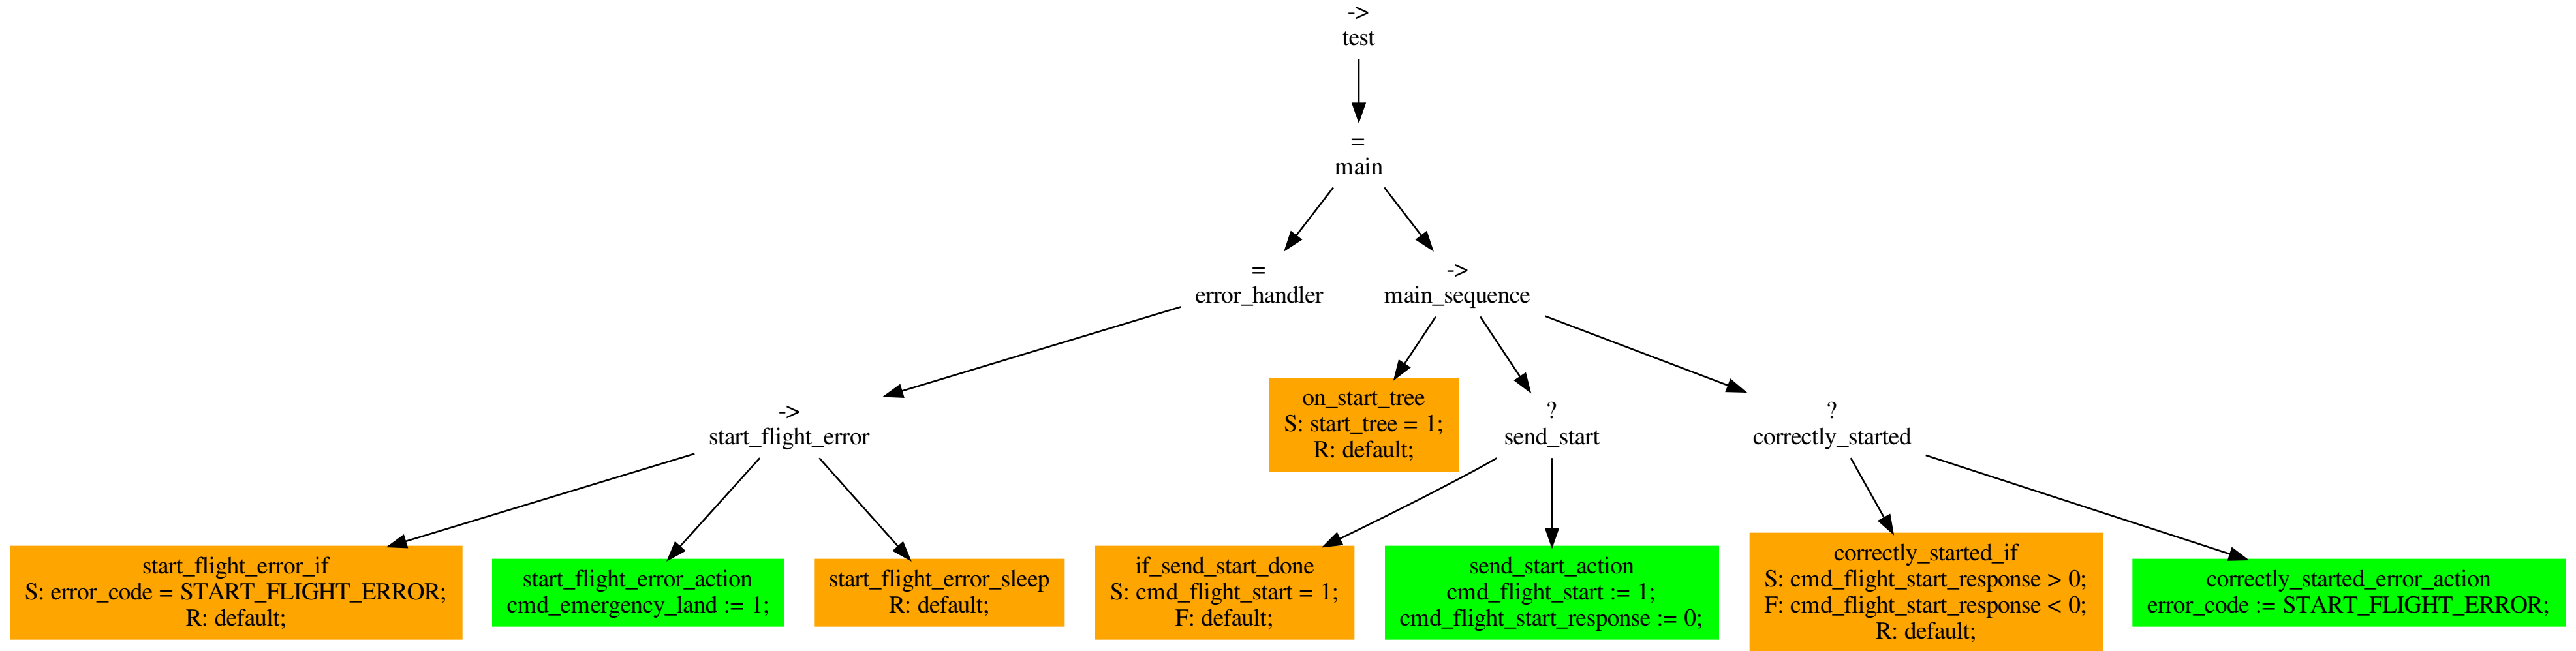 ->
test
=
main
=
error_handler
->
main_sequence
->
start_flight_error
on_start_tree
S: start_tree = 1;
R: default;
?
send_start
?
correctly_started
start_flight_error_if
S: error_code = START_FLIGHT_ERROR;
R: default;
start_flight_error_action
cmd_emergency_land := 1;
start_flight_error_sleep
R: default;
if_send_start_done
S: cmd_flight_start = 1;
F: default;
send_start_action
cmd_flight_start := 1;
cmd_flight_start_response := 0;
correctly_started_if
S: cmd_flight_start_response > 0;
F: cmd_flight_start_response < 0;
R: default;
correctly_started_error_action
error_code := START_FLIGHT_ERROR;